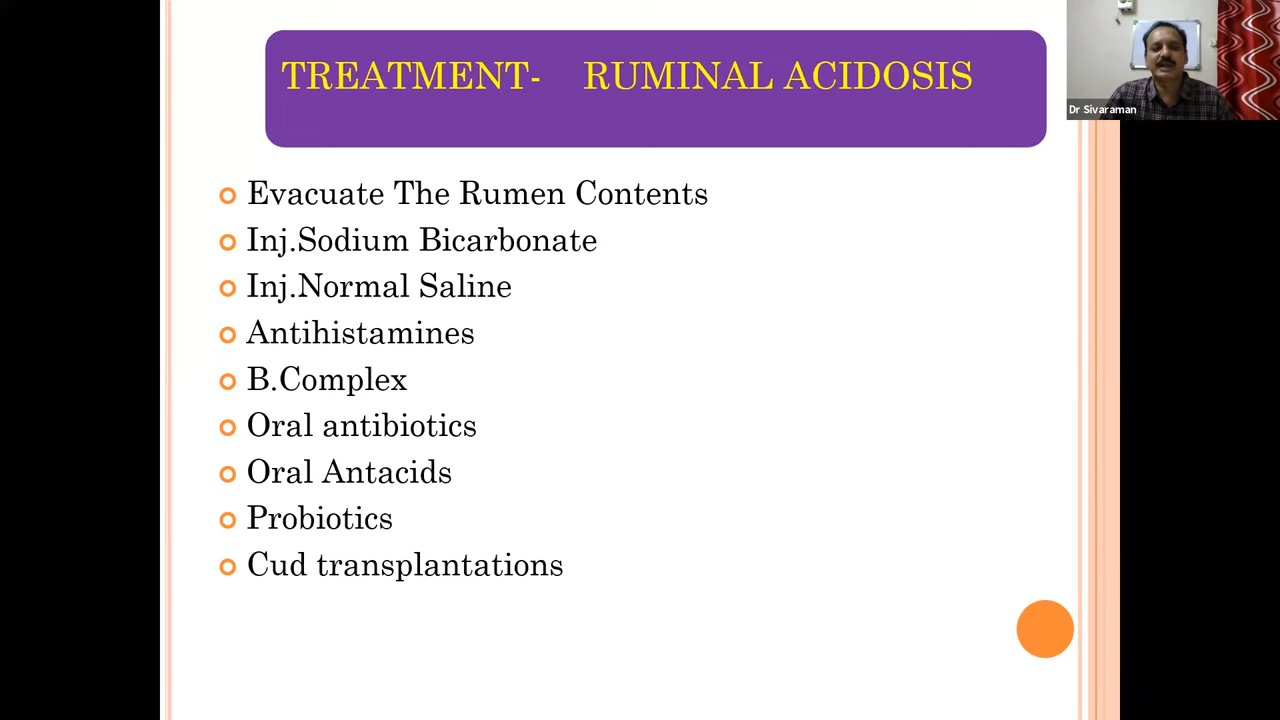 TREATMENT- RUMINAL ACIDOSIS
Dr Sivaraman
Evacuate The Rumen Contents
Inj.Sodium Bicarbonate
Inj.Normal Saline
Antihistamines
B.Complex
Oral antibiotics
Oral Antacids
Probiotics
Cud transplantations